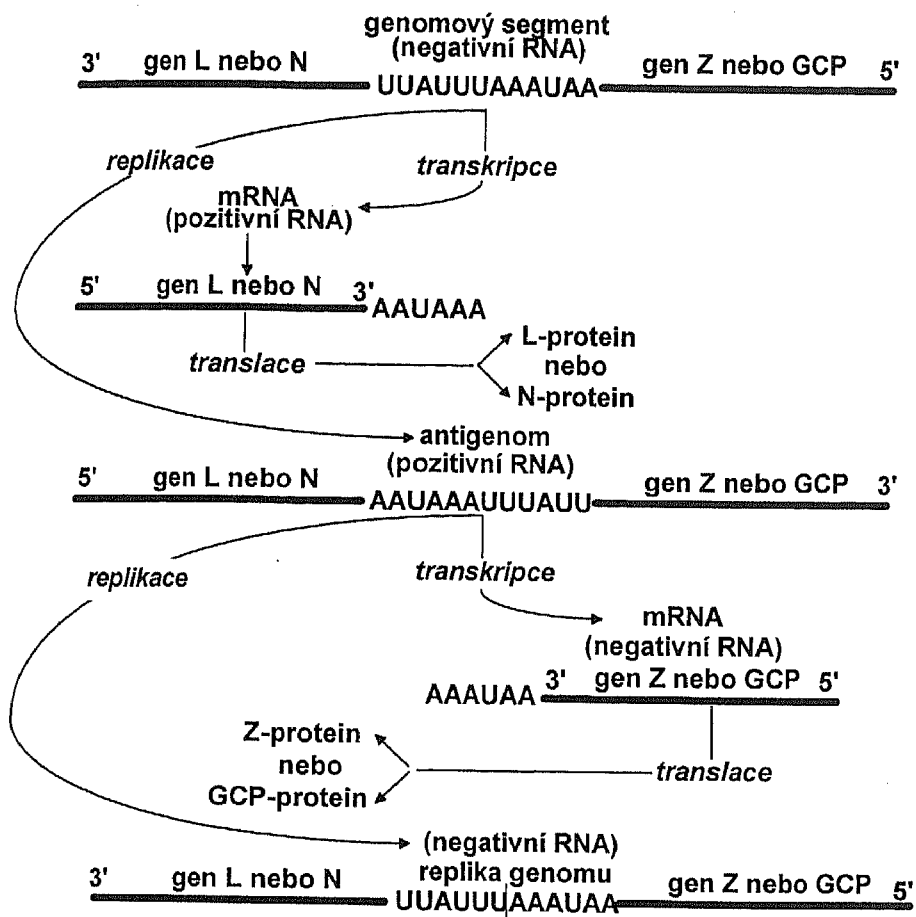 genomový segment
(negativní RNA)
3' gen L nebo N UUAUUUAAAUAA gen Z nebo GCP 5'
replikace transkripce
mRNA
(pozitivní RNA)
5' gen L nebo N 3' AAUAAA
translace
L-protein
nebo
N-protein
antigenom
(pozitivní RNA)
5' gen L nebo N AAUAAAUUUAUU gen Z nebo GCP 3'
replikace transkripce
mRNA
(negativní RNA)
AAAUAA 3' gen Z nebo GCP 5'
Z-protein
nebo
GCP-protein
translace
(negativní RNA)
replika genomu
3' gen L nebo N UUAUUUAAAUAA gen Z nebo GCP 5'